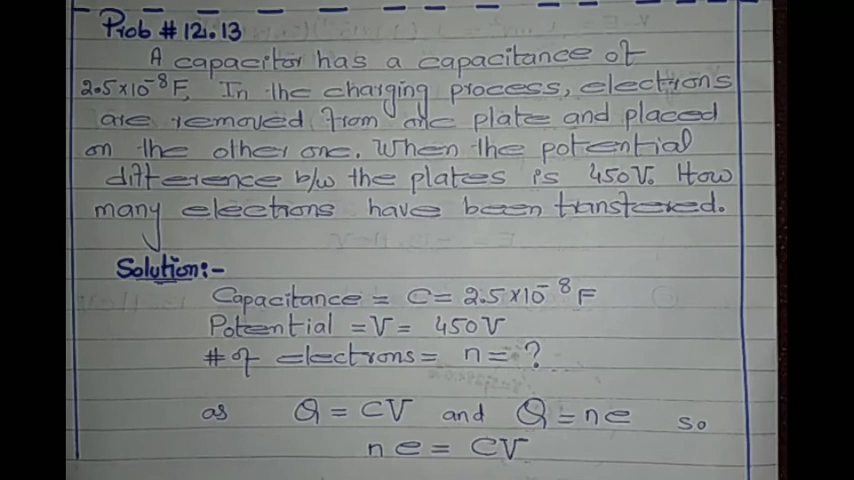 Prob # 12.13
A capacitor has a capacitance of
2.5×10⁻⁸F, In the charging process, electrons
are removed from one plate and placed
on the other one. When the potential
difference b/w the plates is 450V. How
many electrons have been transfered.
Solution:-
Capacitance = C = 2.5×10⁻⁸ F
Potential = V = 450V
# of electrons = n = ?
as Q = CV and Q = ne so
ne = CV